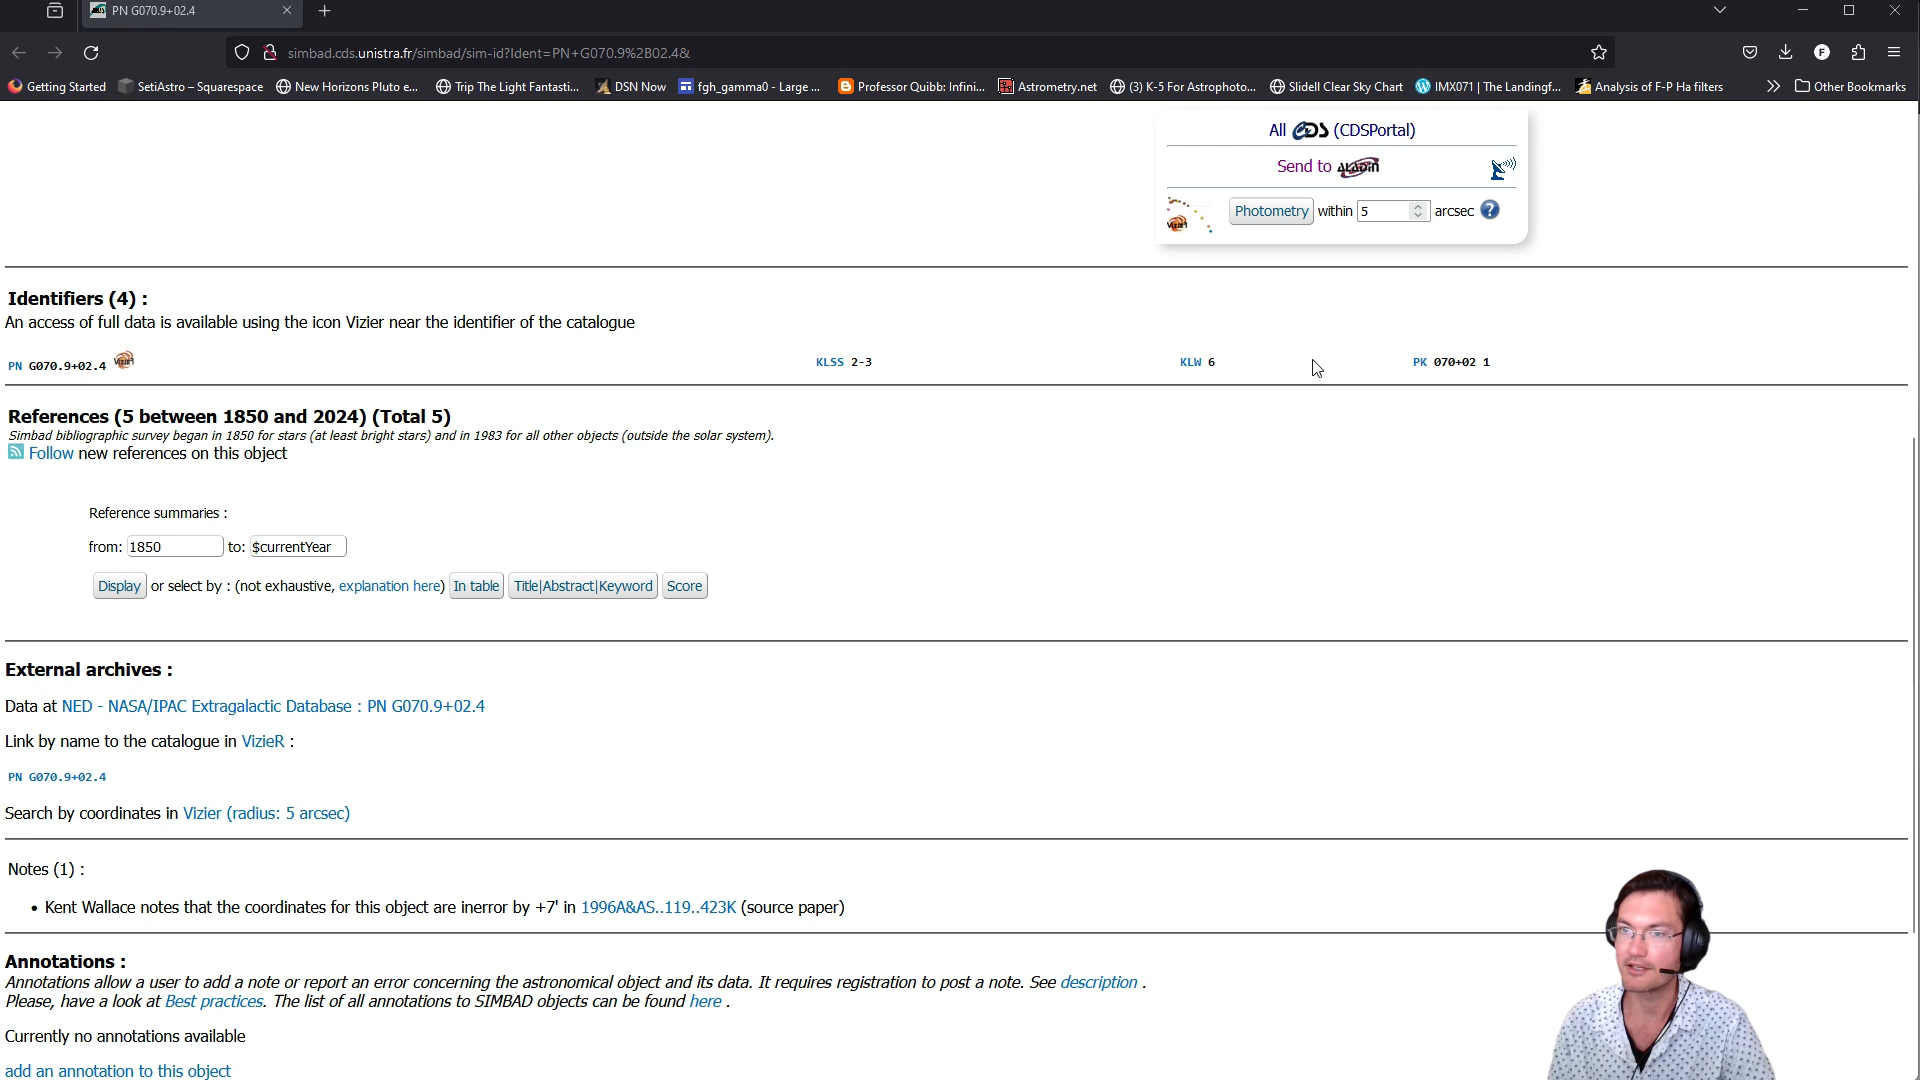 PN G070.9+02.4
simbad.cds.unistra.fr/simbad/sim-id?Ident=PN+G070.9%2B02.4&
F
Getting Started
SetiAstro – Squarespace
New Horizons Pluto e...
Trip The Light Fantasti...
DSN Now
fgh_gamma0 - Large ...
Professor Quibb: Infini...
Astrometry.net
(3) K-5 For Astrophoto...
Slidell Clear Sky Chart
IMX071 | The Landingf...
Analysis of F-P Ha filters
Other Bookmarks
All CDS (CDSPortal)
Send to ALADIN
VizieR Photometry within 5 arcsec ?
Identifiers (4) :
An access of full data is available using the icon Vizier near the identifier of the catalogue
PN G070.9+02.4 VizieR
KLSS 2-3
KLW 6
PK 070+02 1
References (5 between 1850 and 2024) (Total 5)
Simbad bibliographic survey began in 1850 for stars (at least bright stars) and in 1983 for all other objects (outside the solar system).
Follow new references on this object
Reference summaries :
from: 1850 to: $currentYear
Display or select by : (not exhaustive, explanation here) In table Title|Abstract|Keyword Score
External archives :
Data at NED - NASA/IPAC Extragalactic Database : PN G070.9+02.4
Link by name to the catalogue in VizieR :
PN G070.9+02.4
Search by coordinates in Vizier (radius: 5 arcsec)
Notes (1) :
• Kent Wallace notes that the coordinates for this object are inerror by +7' in 1996A&AS..119..423K (source paper)
Annotations :
Annotations allow a user to add a note or report an error concerning the astronomical object and its data. It requires registration to post a note. See description .
Please, have a look at Best practices. The list of all annotations to SIMBAD objects can be found here .
Currently no annotations available
add an annotation to this object